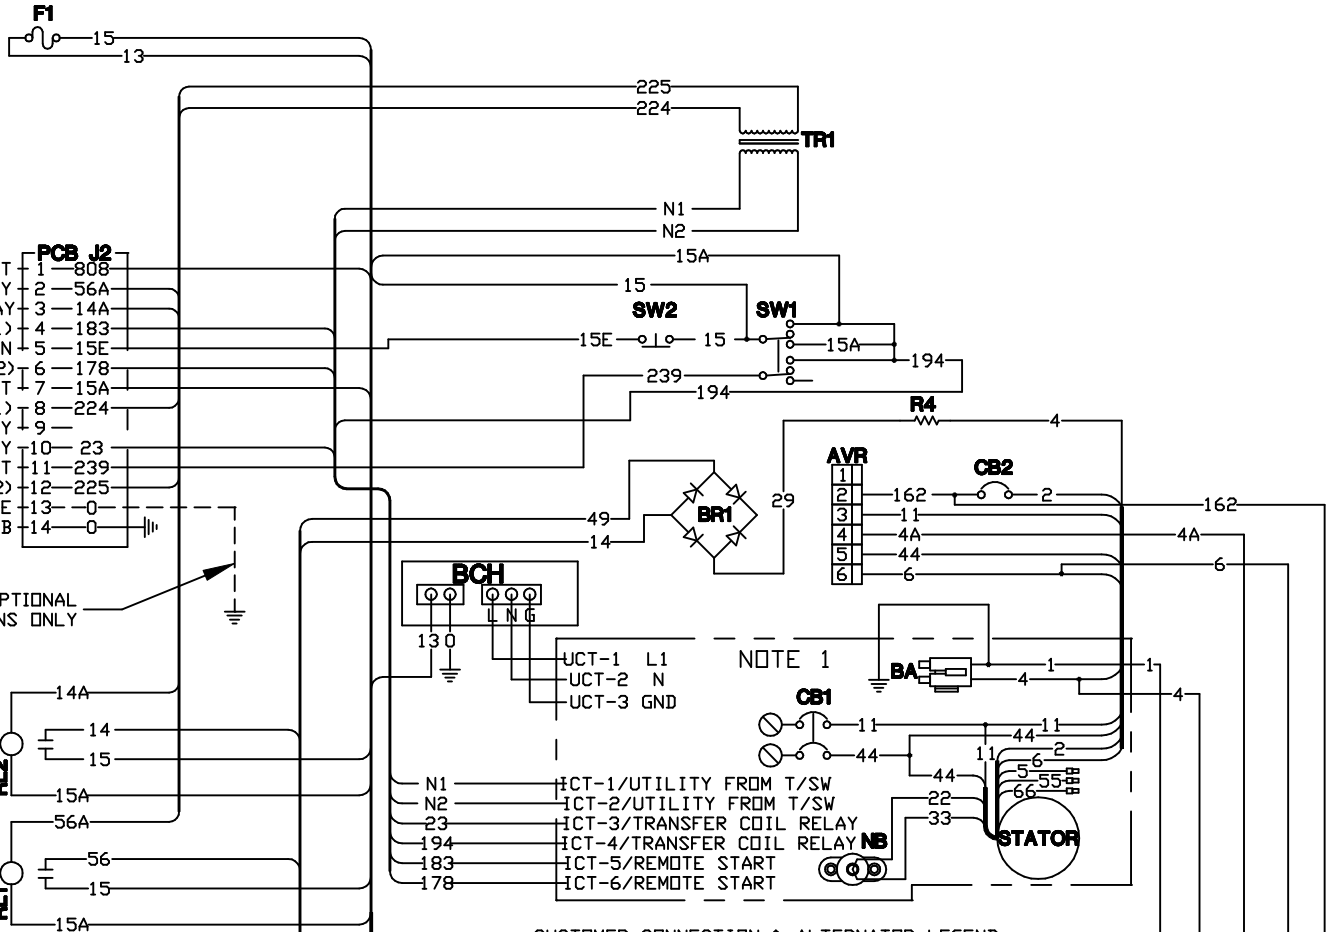 F1
15
13
225
224
TR1
N1
N2
15A
15
PCB J2
T 1 808
Y 2 56A
AY 3 14A
) 4 183
N 5 15E
2) 6 178
T 7 15A
) 8 224
Y 9
Y 10 23
T 11 239
2) 12 225
E 13 0
B 14 0
SW2 SW1
15E 15
15A
194
239
194
R4
4
AVR
1
2 162
3 11
4 4A
5 44
6 6
CB2
2
162
4A
6
49
14
BR1
29
BCH
L N G
13 0
PTIONAL
NS ONLY
UCT-1 L1
UCT-2 N
UCT-3 GND
NOTE 1
BA
1 1
4
4
CB1
11 11
44
44
11
2
6
5
55
66
44
22
33
STATOR
NB
14A
14
15
15A
56A
56
15
15A
N1 ICT-1/UTILITY FROM T/SW
N2 ICT-2/UTILITY FROM T/SW
23 ICT-3/TRANSFER COIL RELAY
194 ICT-4/TRANSFER COIL RELAY
183 ICT-5/REMOTE START
178 ICT-6/REMOTE START